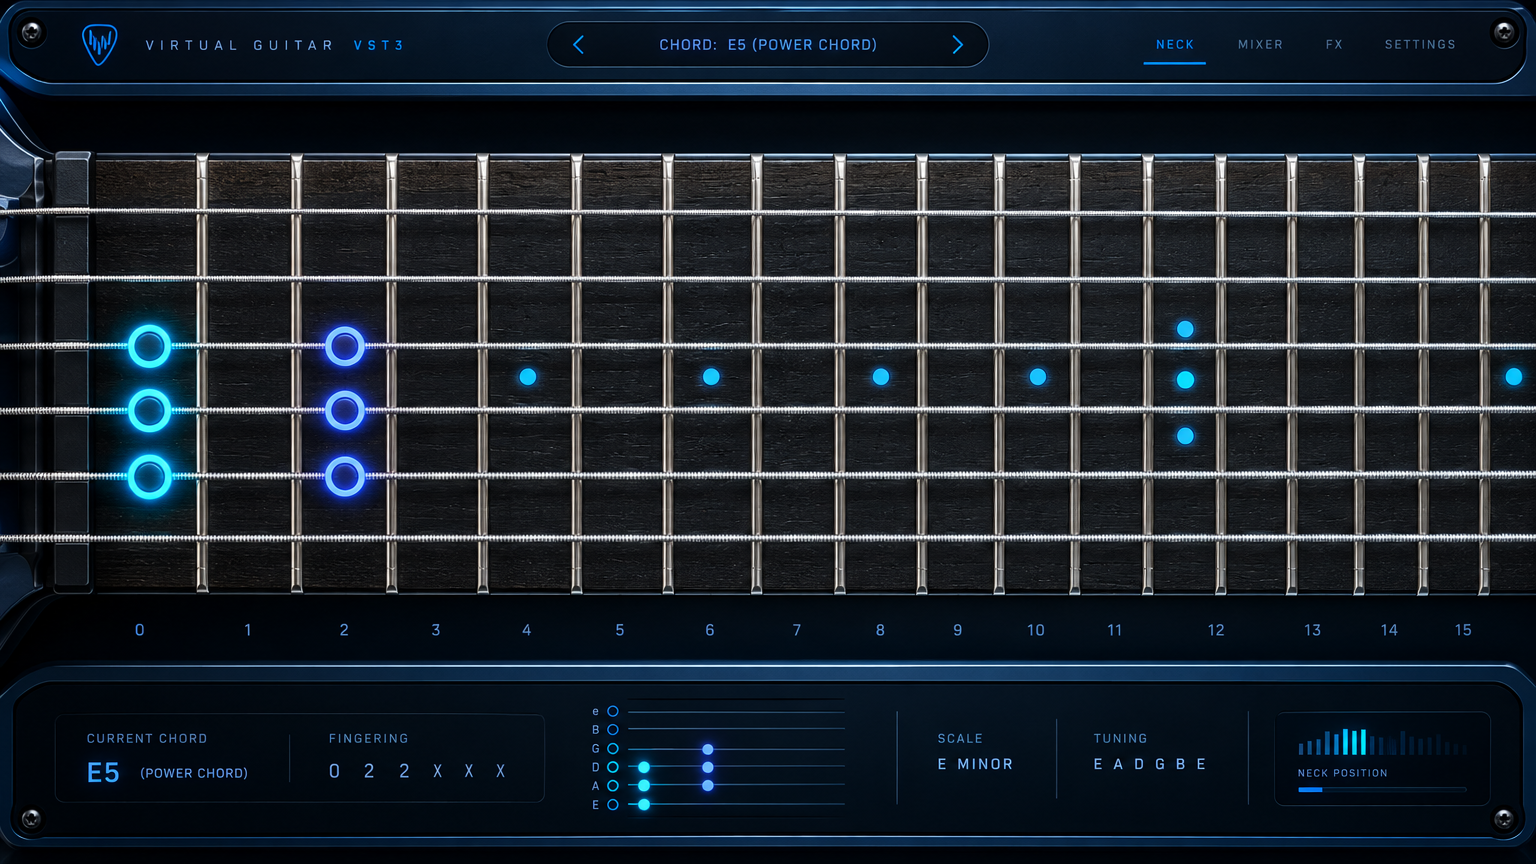 VIRTUAL GUITAR VST3
CHORD: E5 (POWER CHORD)
NECK MIXER FX SETTINGS
0 1 2 3 4 5 6 7 8 9 10 11 12 13 14 15
CURRENT CHORD
E5 (POWER CHORD)
FINGERING
0 2 2 X X X
e
B
G
D
A
E
SCALE
E MINOR
TUNING
E A D G B E
NECK POSITION